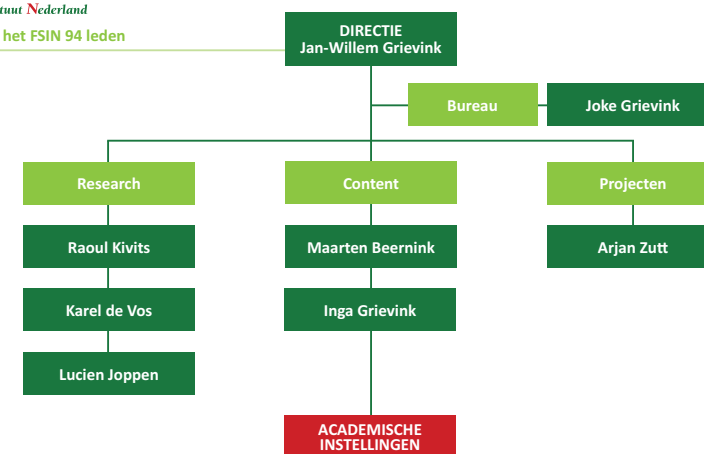 Nederland
het FSIN 94 leden
DIRECTIE
Jan-Willem Grievink
Bureau
Joke Grievink
Research
Content
Projecten
Raoul Kivits
Maarten Beernink
Arjan Zutt
Karel de Vos
Inga Grievink
Lucien Joppen
ACADEMISCHE
INSTELLINGEN